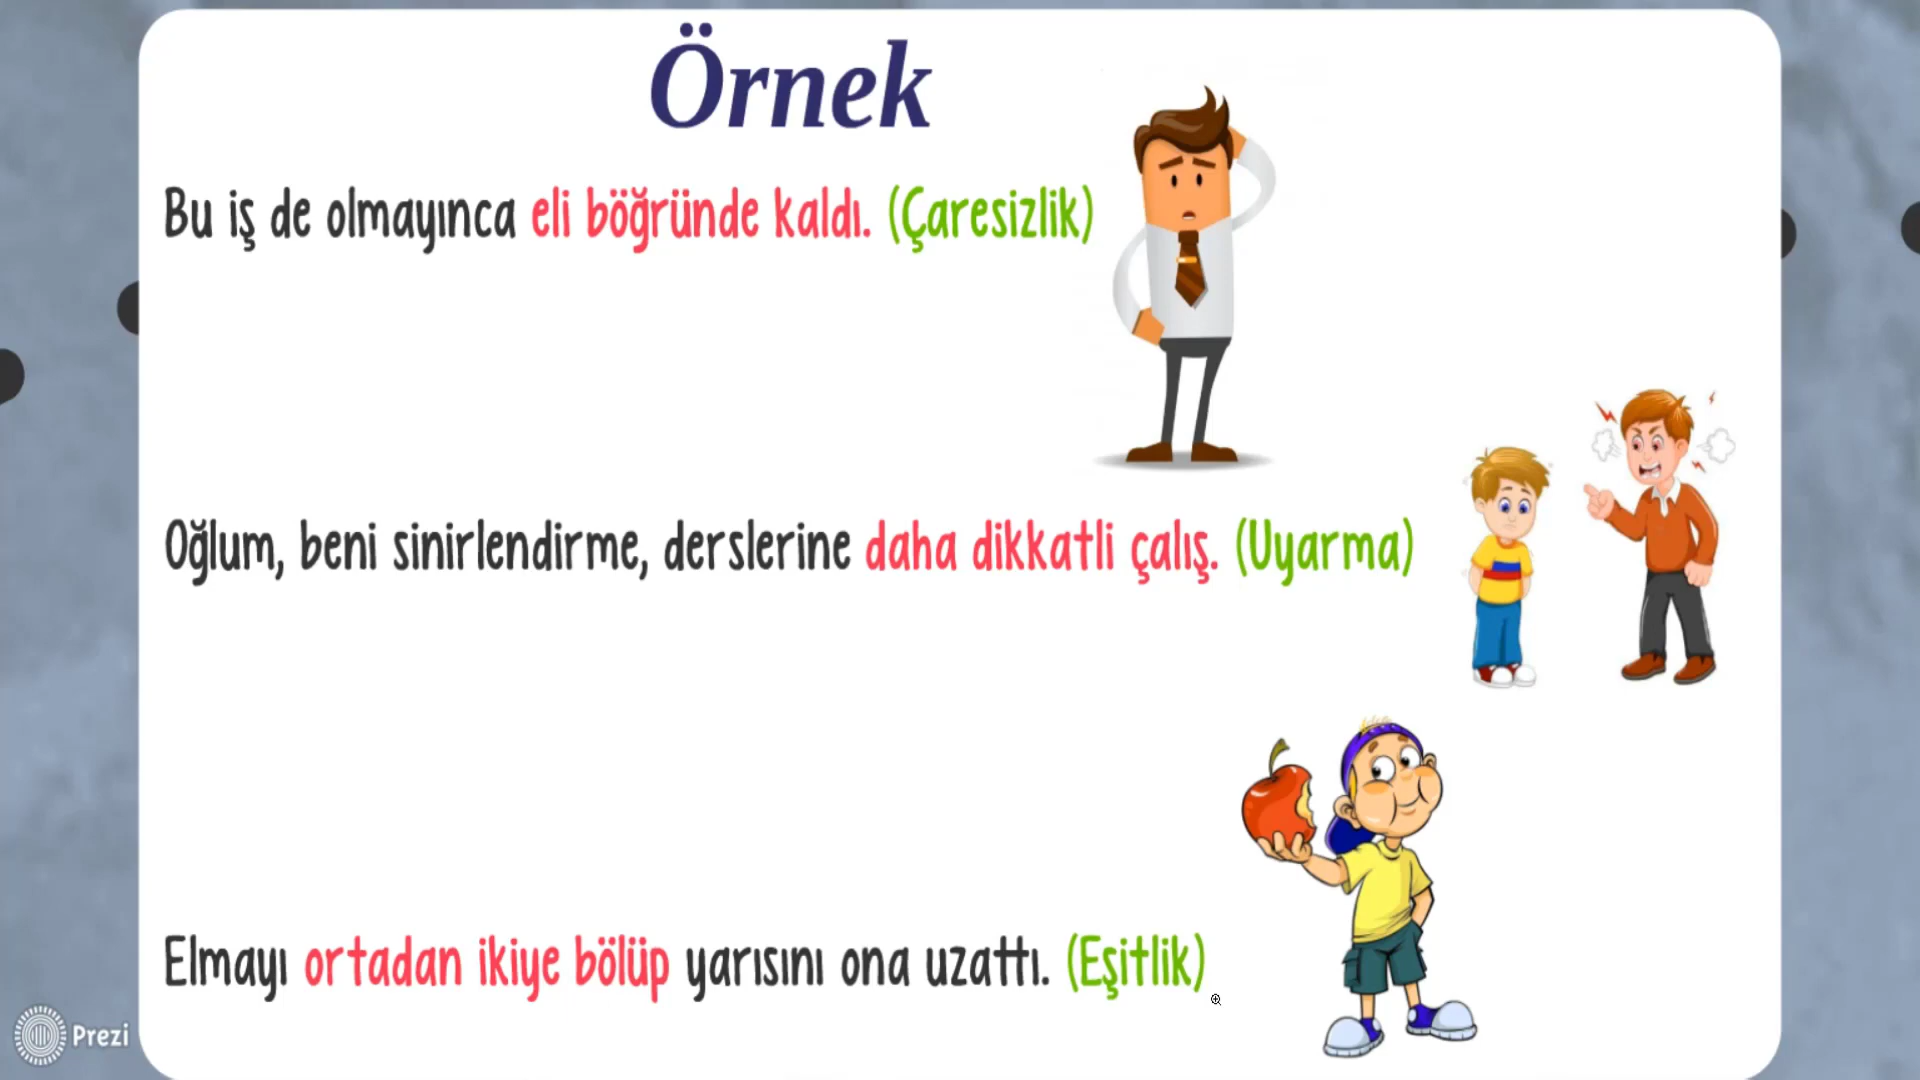 Örnek
Bu iş de olmayınca eli böğründe kaldı. (Çaresizlik)
Oğlum, beni sinirlendirme, derslerine daha dikkatli çalış. (Uyarma)
Elmayı ortadan ikiye bölüp yarısını ona uzattı. (Eşitlik)
Prezi